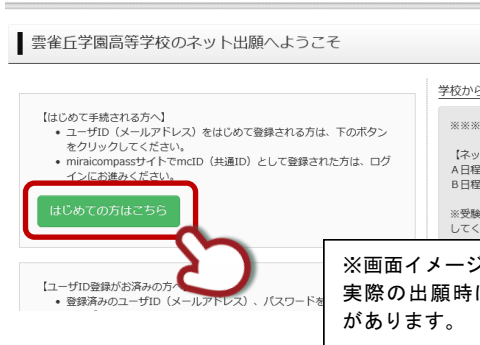 雲雀丘学園高等学校のネット出願へようこそ
【はじめて手続される方へ】
• ユーザID（メールアドレス）をはじめて登録される方は、下のボタン
をクリックしてください。
• miraicompassサイトでmcID（共通ID）として登録された方は、ログ
インにお進みください。
はじめての方はこちら
【ユーザID登録がお済みの方へ
• 登録済みのユーザID（メールアドレス）、パスワードを
学校から
※※※
【ネッ
A日程
B日程
※受験
してく
※画面イメージ
実際の出願時に
があります。